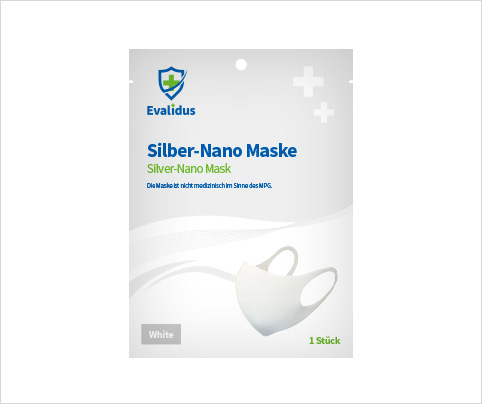 Evalidus
Silber-Nano Maske
Silver-Nano Mask
Die Maske ist nicht medizinisch im Sinne des MPG.
White
1 Stück